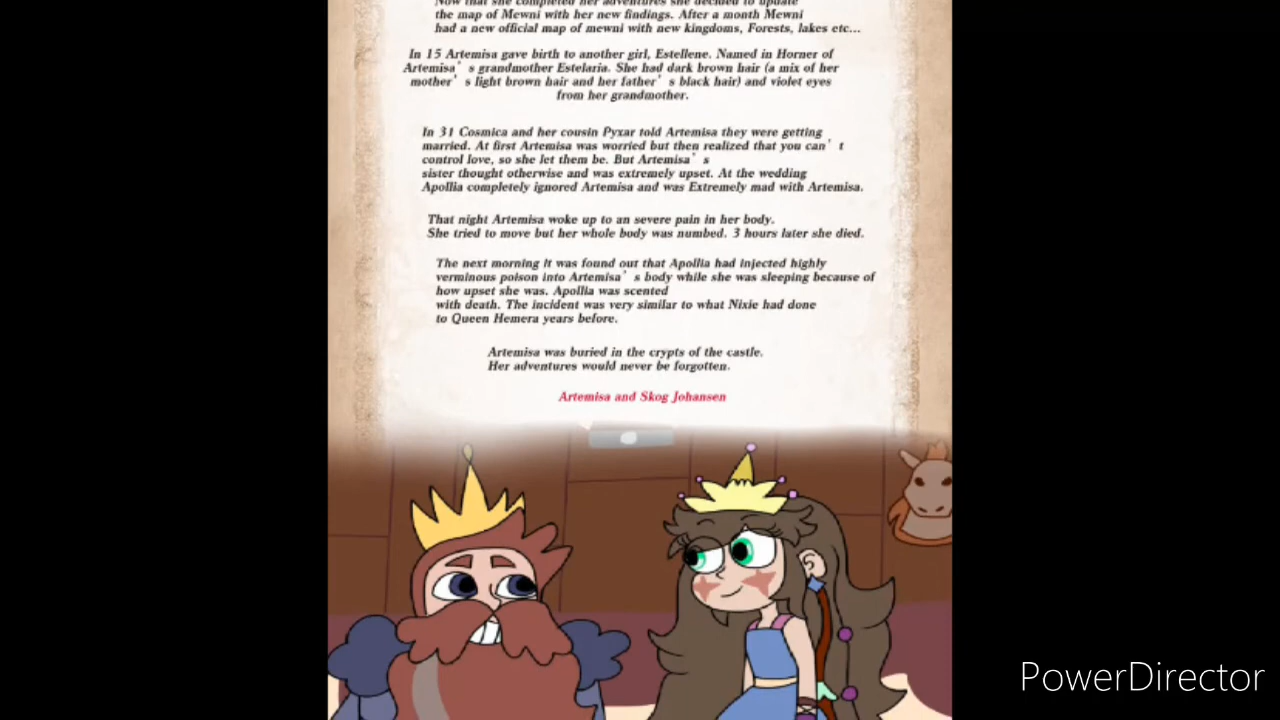 Now that she completed her adventures she decided to update
the map of Mewni with her new findings. After a month Mewni
had a new official map of mewni with new kingdoms, Forests, lakes etc...
In 15 Artemisa gave birth to another girl, Estellene. Named in Horner of
Artemisa's grandmother Estelaria. She had dark brown hair (a mix of her
mother's light brown hair and her father's black hair) and violet eyes
from her grandmother.
In 31 Cosmica and her cousin Pyxar told Artemisa they were getting
married. At first Artemisa was worried but then realized that you can't
control love, so she let them be. But Artemisa's
sister thought otherwise and was extremely upset. At the wedding
Apollia completely ignored Artemisa and was Extremely mad with Artemisa.
That night Artemisa woke up to an severe pain in her body.
She tried to move but her whole body was numbed. 3 hours later she died.
The next morning it was found out that Apollia had injected highly
verminous poison into Artemisa's body while she was sleeping because of
how upset she was. Apollia was scented
with death. The incident was very similar to what Nixie had done
to Queen Hemera years before.
Artemisa was buried in the crypts of the castle.
Her adventures would never be forgotten.
Artemisa and Skog Johansen
PowerDirector